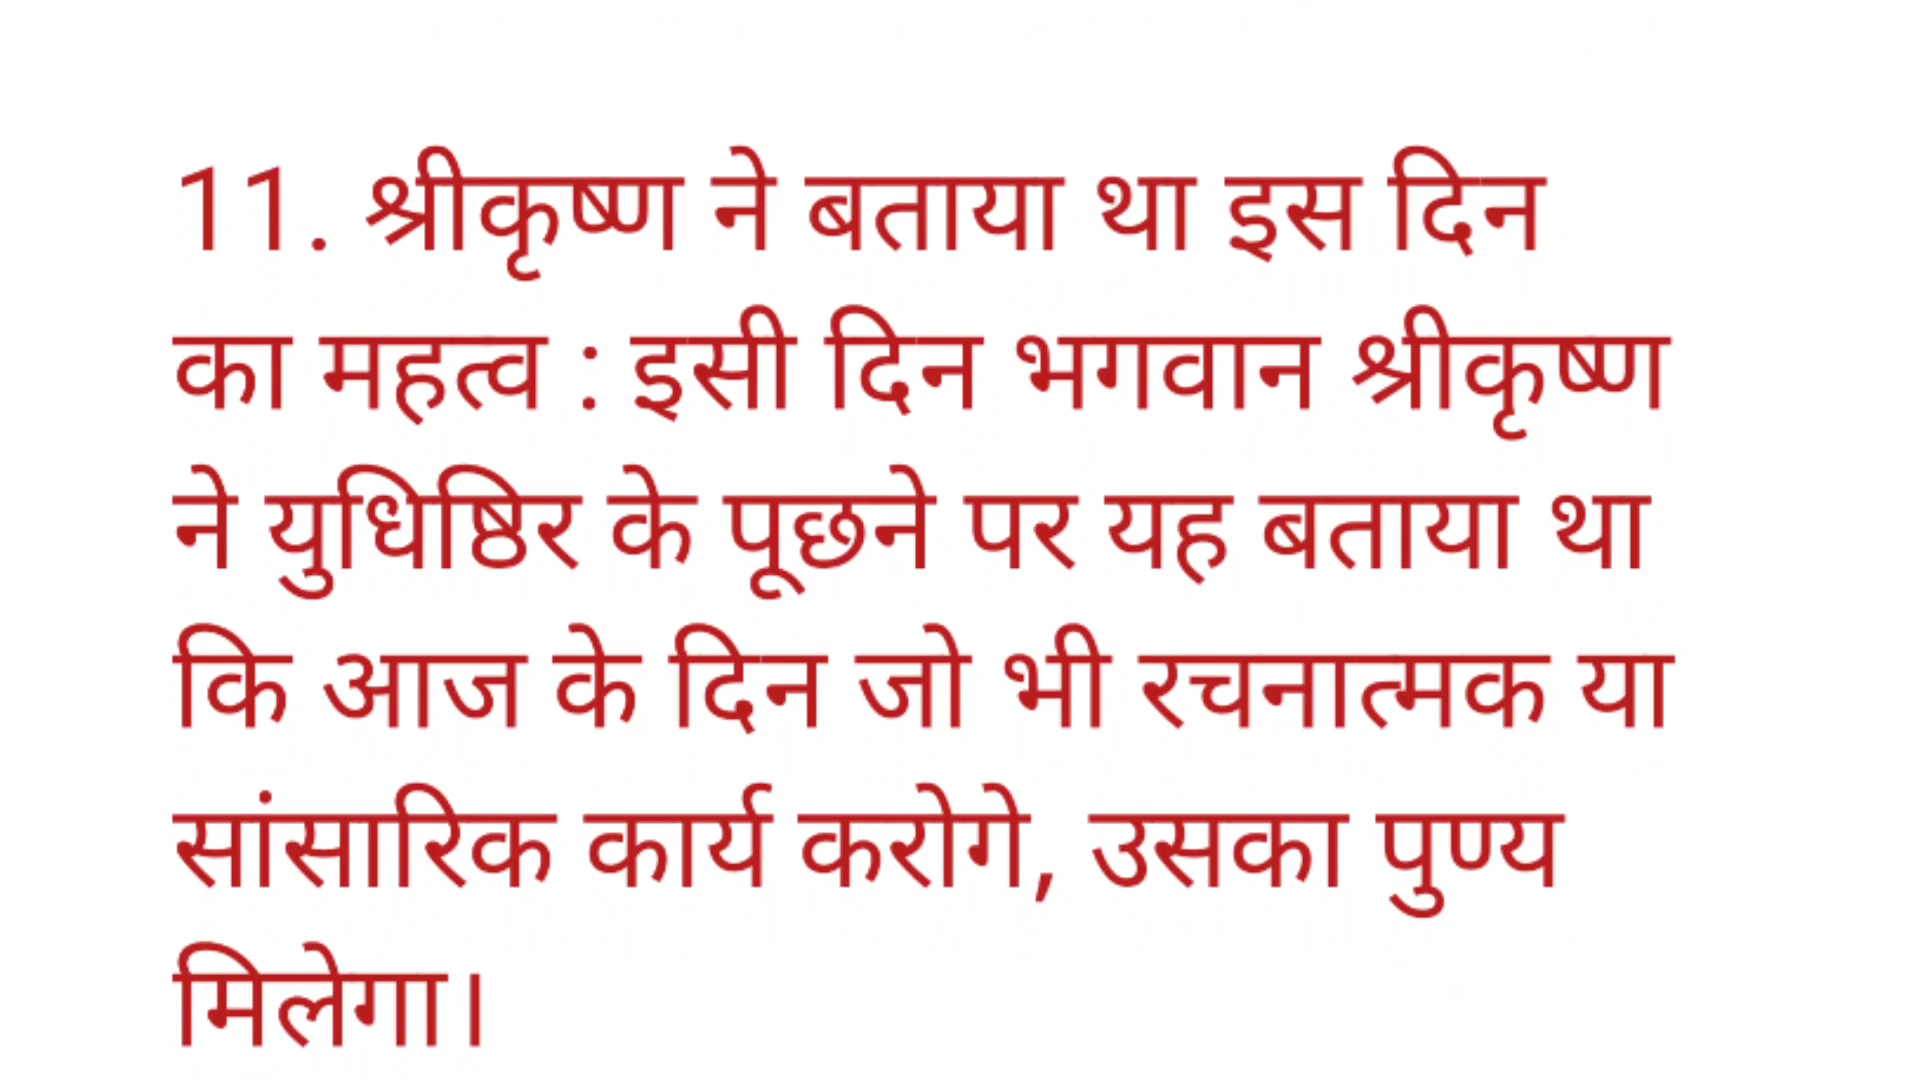 11. श्रीकृष्ण ने बताया था इस दिन
का महत्व : इसी दिन भगवान श्रीकृष्ण
ने युधिष्ठिर के पूछने पर यह बताया था
कि आज के दिन जो भी रचनात्मक या
सांसारिक कार्य करोगे, उसका पुण्य
मिलेगा।